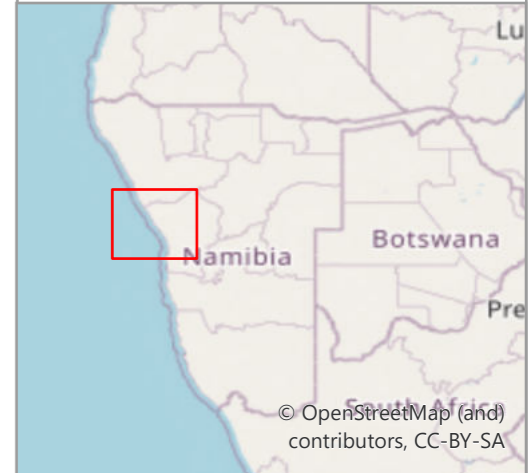 Lu
Namibia
Botswana
Pre
South Africa
© OpenStreetMap (and)
contributors, CC-BY-SA